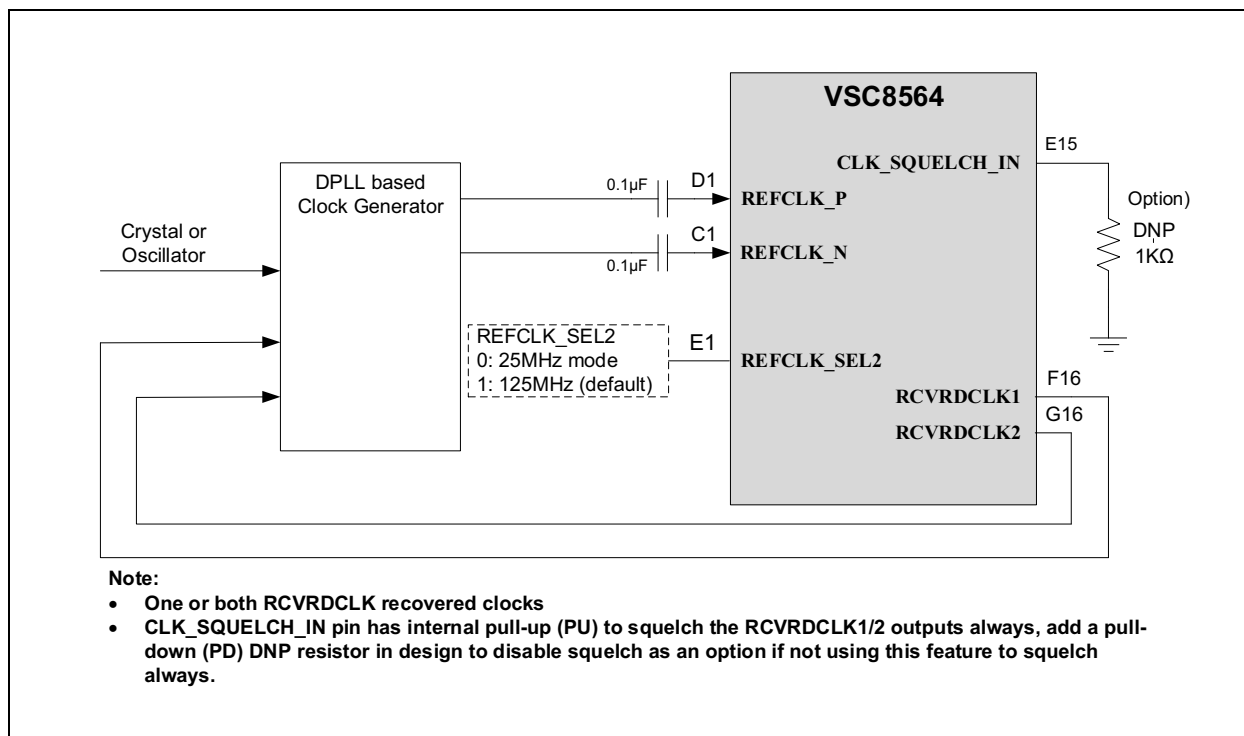 VSC8564
E15
CLK_SQUELCH_IN
DPLL based
Clock Generator
0.1µF
D1
REFCLK_P
Option)
DNP
1KΩ
Crystal or
Oscillator
C1
REFCLK_N
0.1µF
REFCLK_SEL2
0: 25MHz mode
1: 125MHz (default)
E1
REFCLK_SEL2
F16
RCVRDCLK1
G16
RCVRDCLK2
Note:
• One or both RCVRDCLK recovered clocks
• CLK_SQUELCH_IN pin has internal pull-up (PU) to squelch the RCVRDCLK1/2 outputs always, add a pull-
down (PD) DNP resistor in design to disable squelch as an option if not using this feature to squelch
always.